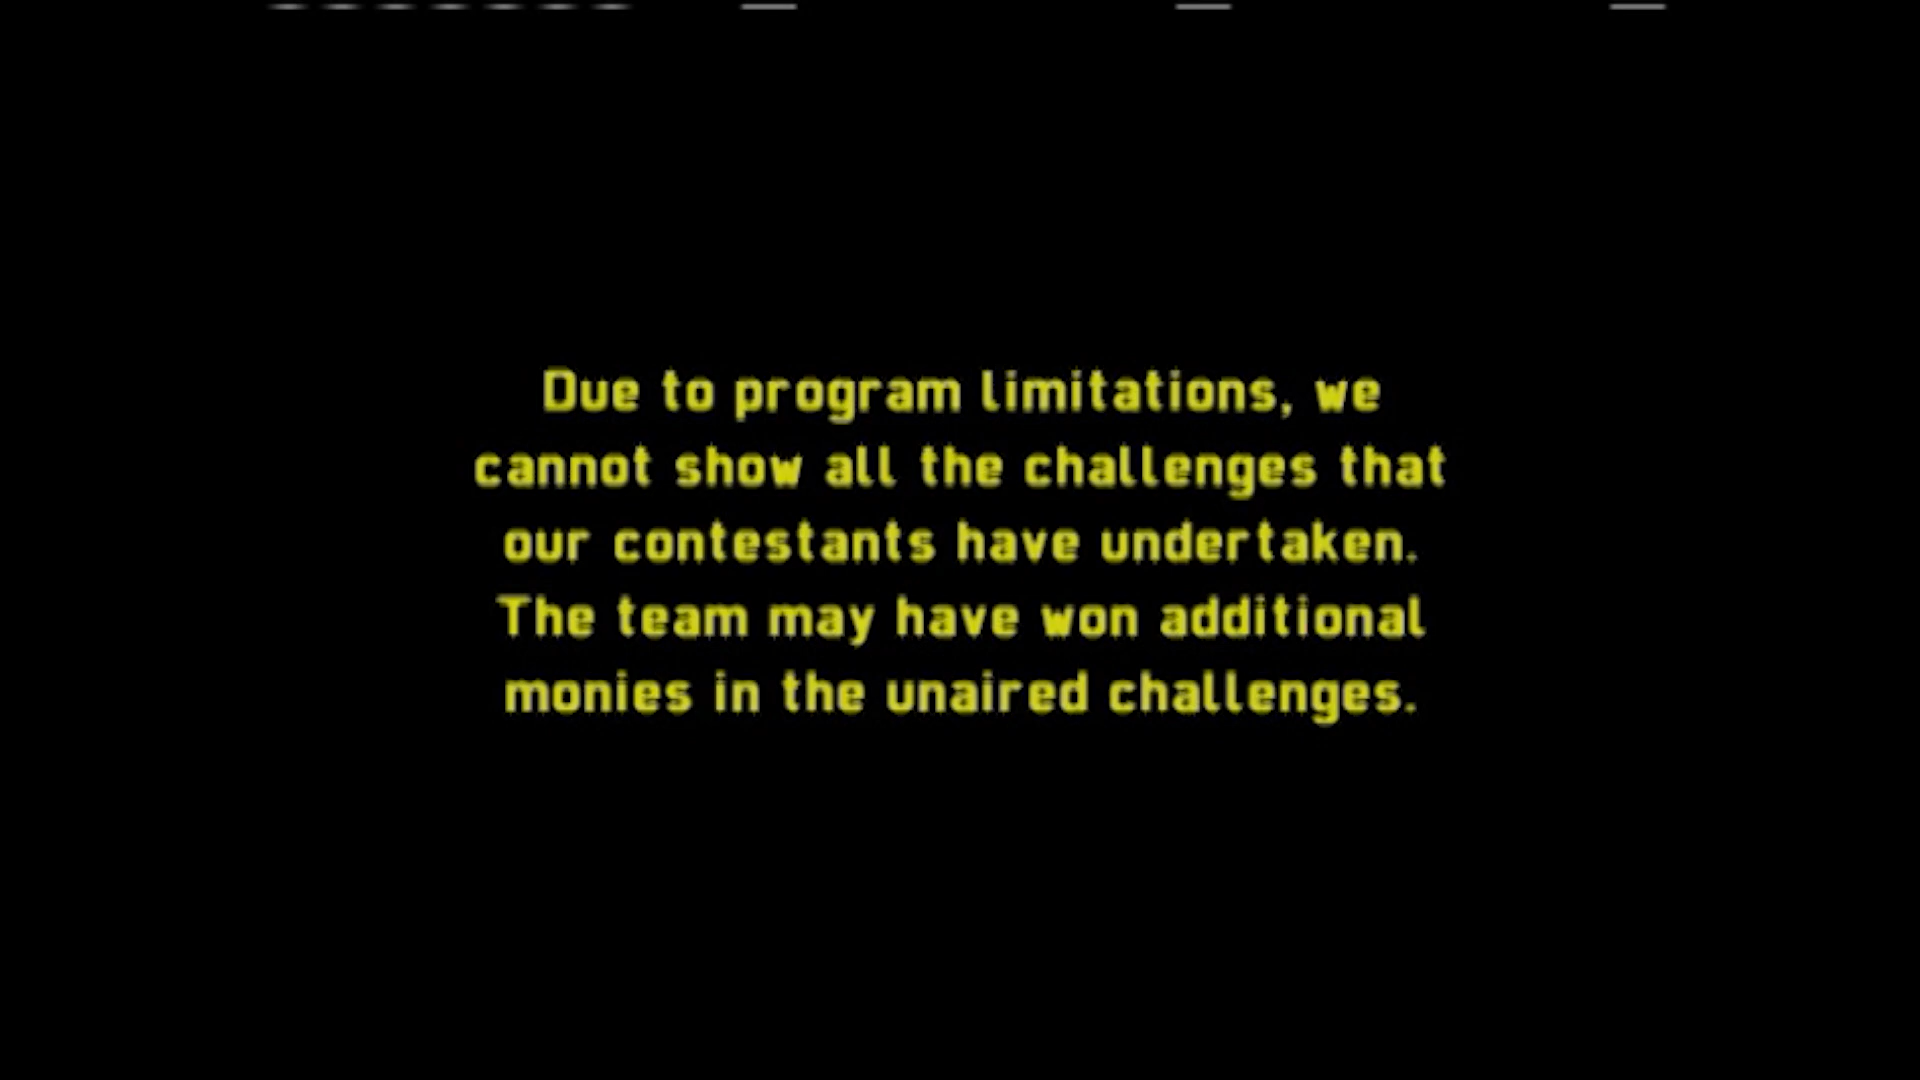 Due to program limitations, we
cannot show all the challenges that
our contestants have undertaken.
The team may have won additional
monies in the unaired challenges.